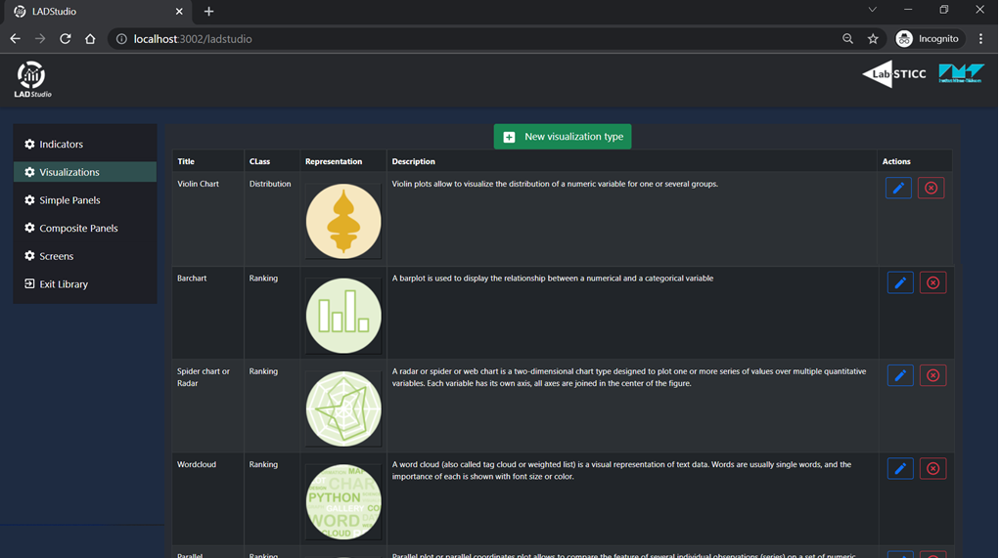 LADStudio
localhost:3002/ladstudio
Incognito
LAD Studio
Lab-STICC
Indicators
Visualizations
Simple Panels
Composite Panels
Screens
Exit Library
New visualization type
Title CLass Representation Description Actions
Violin Chart Distribution Violin plots allow to visualize the distribution of a numeric variable for one or several groups.
Barchart Ranking A barplot is used to display the relationship between a numerical and a categorical variable
Spider chart or Ranking A radar or spider or web chart is a two-dimensional chart type designed to plot one or more series of values over multiple quantitative
Radar variables. Each variable has its own axis, all axes are joined in the center of the figure.
Wordcloud Ranking A word cloud (also called tag cloud or weighted list) is a visual representation of text data. Words are usually single words, and the
importance of each is shown with font size or color.
CHAR
PYTHON
GALLERY
WORD
CLOUD
Parallel Ranking Parallel plot or parallel coordinates plot allows to compare the feature of several individual observations (series) on a set of numeric